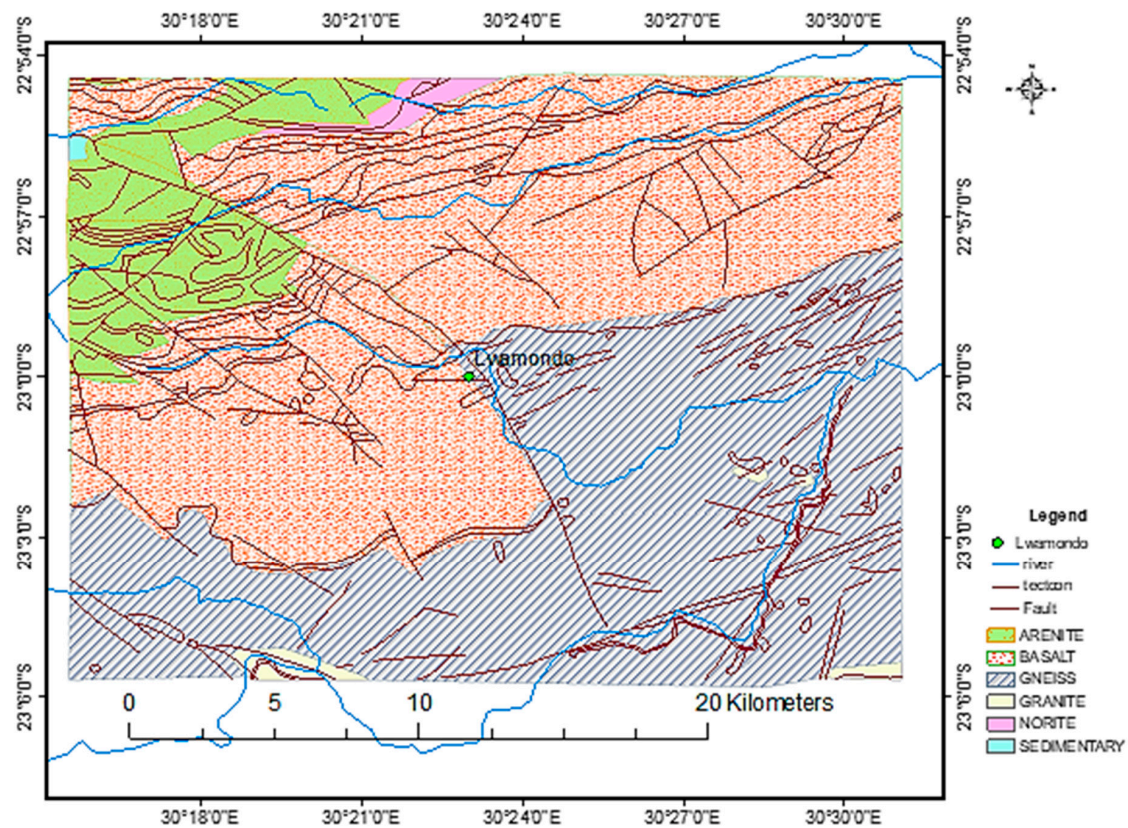 30°18'0"E 30°21'0"E 30°24'0"E 30°27'0"E 30°30'0"E
22°54'0"S 22°54'0"S
N
22°57'0"S 22°57'0"S
Lwamondo
23°0'0"S 23°0'0"S
23°3'0"S 23°3'0"S
Legend
Lwamondo
river
tectcon
Fault
ARENITE
BASALT
GNEISS
GRANITE
NORITE
SEDIMENTARY
23°6'0"S 23°6'0"S
0 5 10 20 Kilometers
30°18'0"E 30°21'0"E 30°24'0"E 30°27'0"E 30°30'0"E